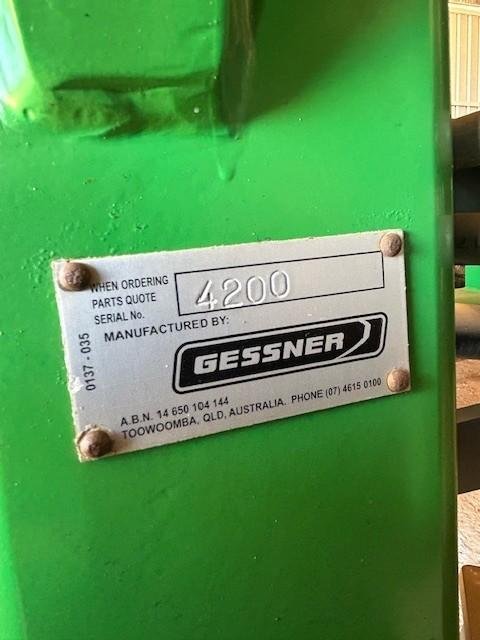 WHEN ORDERING
PARTS QUOTE
SERIAL No.
4200
MANUFACTURED BY:
GESSNER
A.B.N. 14 650 104 144
TOOWOOMBA, QLD, AUSTRALIA. PHONE (07) 4615 0100
0137 - 035